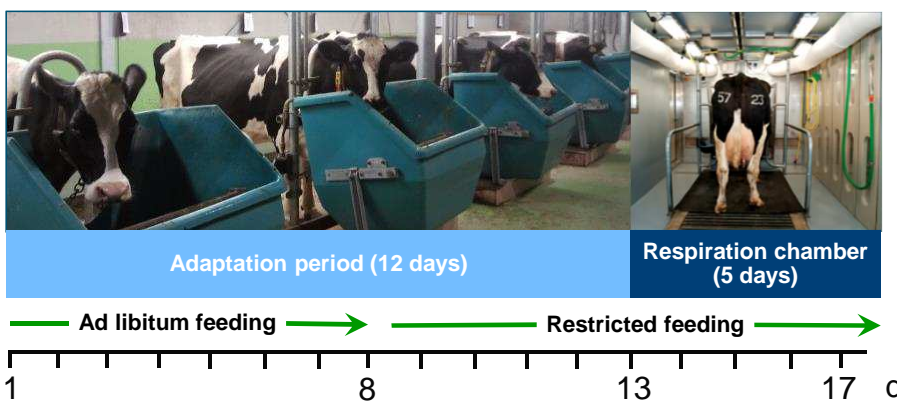 57 23
Adaptation period (12 days)
Respiration chamber
(5 days)
Ad libitum feeding
Restricted feeding
1 8 13 17